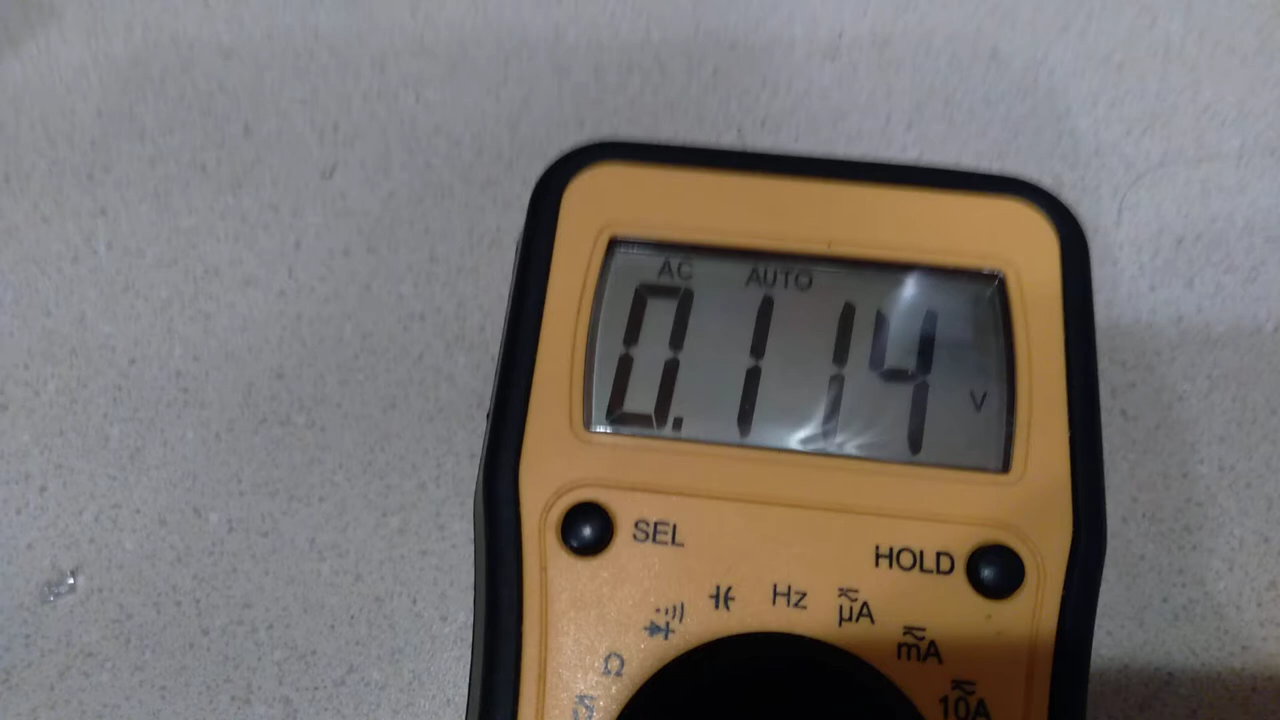 AC AUTO
0.114 V
SEL
HOLD
Hz
µA
mA
Ω
10A